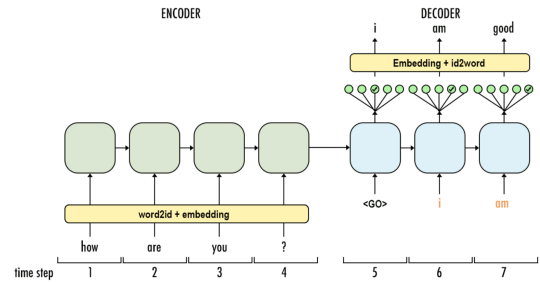 ENCODER
DECODER
i am good
Embedding + id2word
word2id + embedding
<GO> i am
how are you ?
time step 1 2 3 4 5 6 7